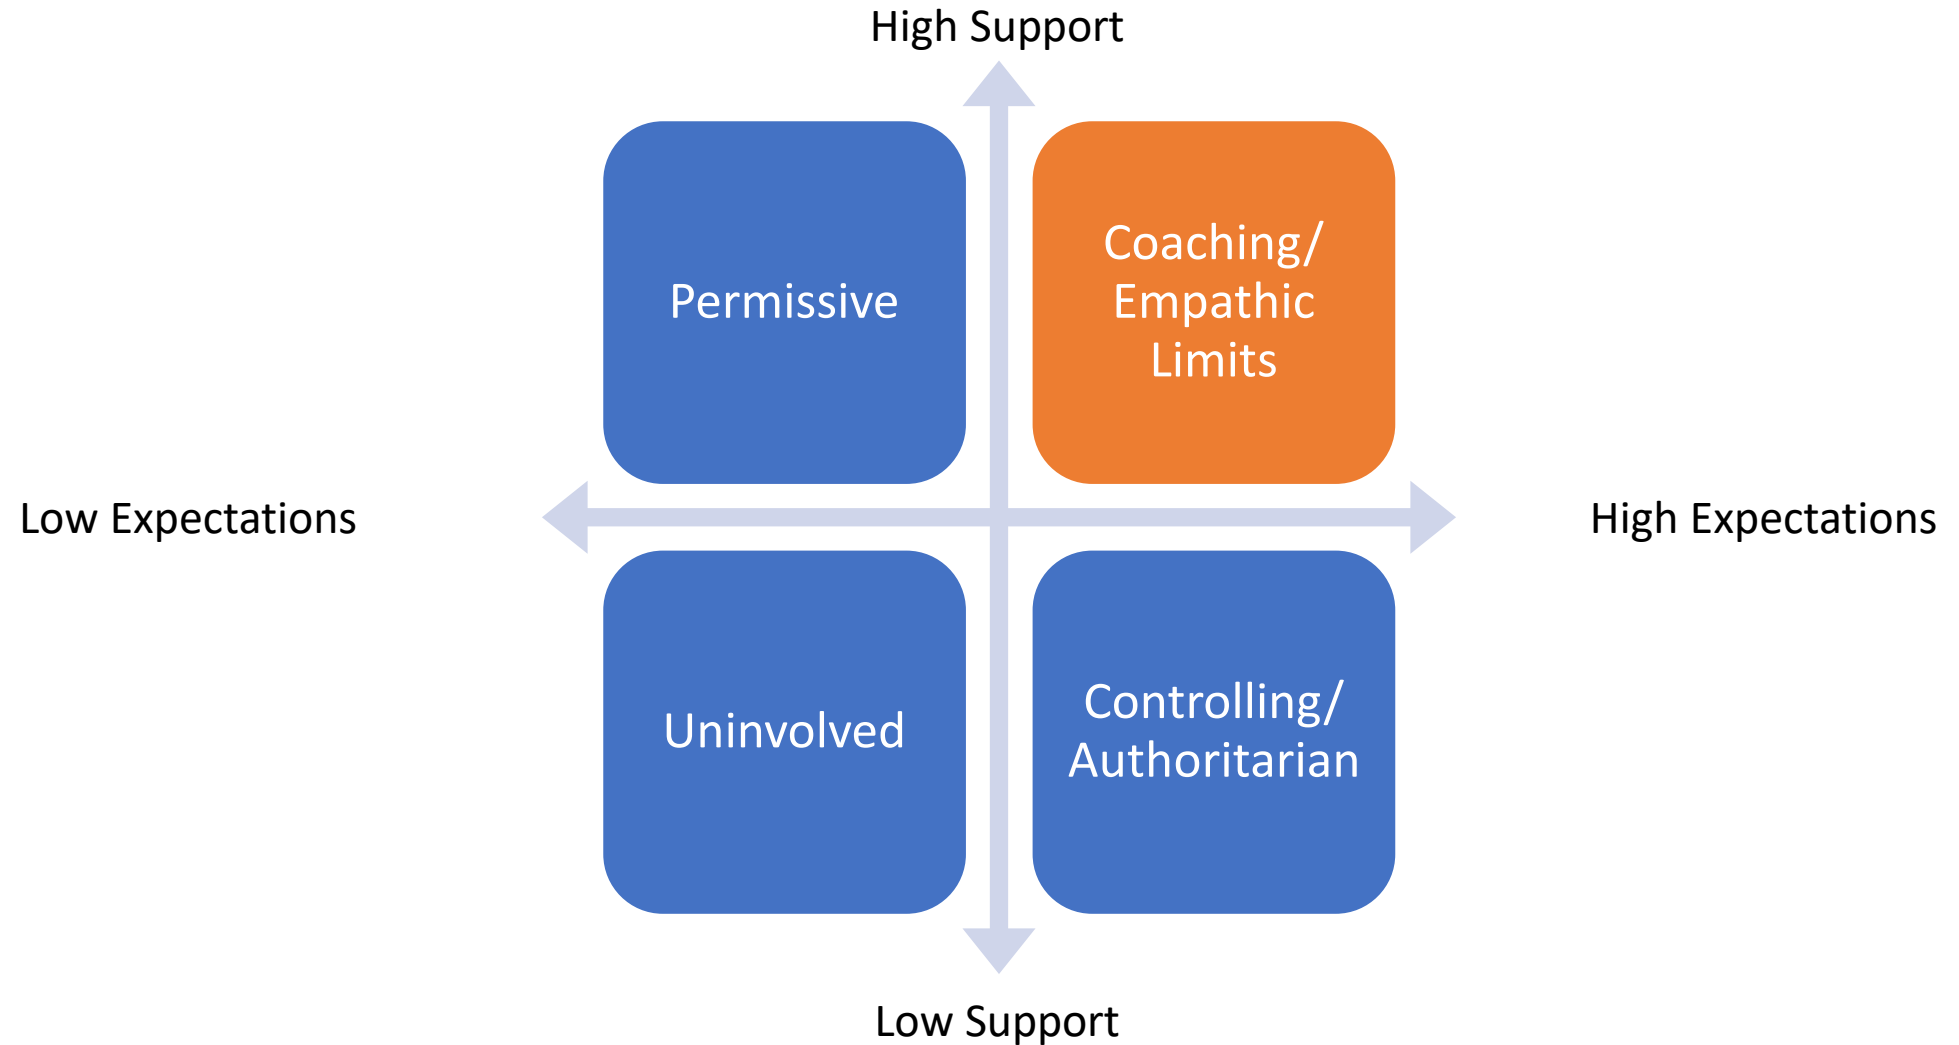 High Support
Permissive
Coaching/
Empathic
Limits
Low Expectations
High Expectations
Uninvolved
Controlling/
Authoritarian
Low Support